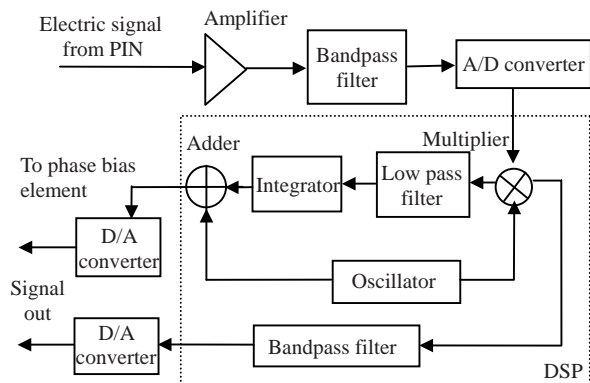 Electric signal
from PIN
Amplifier
Bandpass
filter
A/D converter
Multiplier
Adder
To phase bias
element
Integrator
Low pass
filter
D/A
converter
Oscillator
Signal
out
D/A
converter
Bandpass filter
DSP